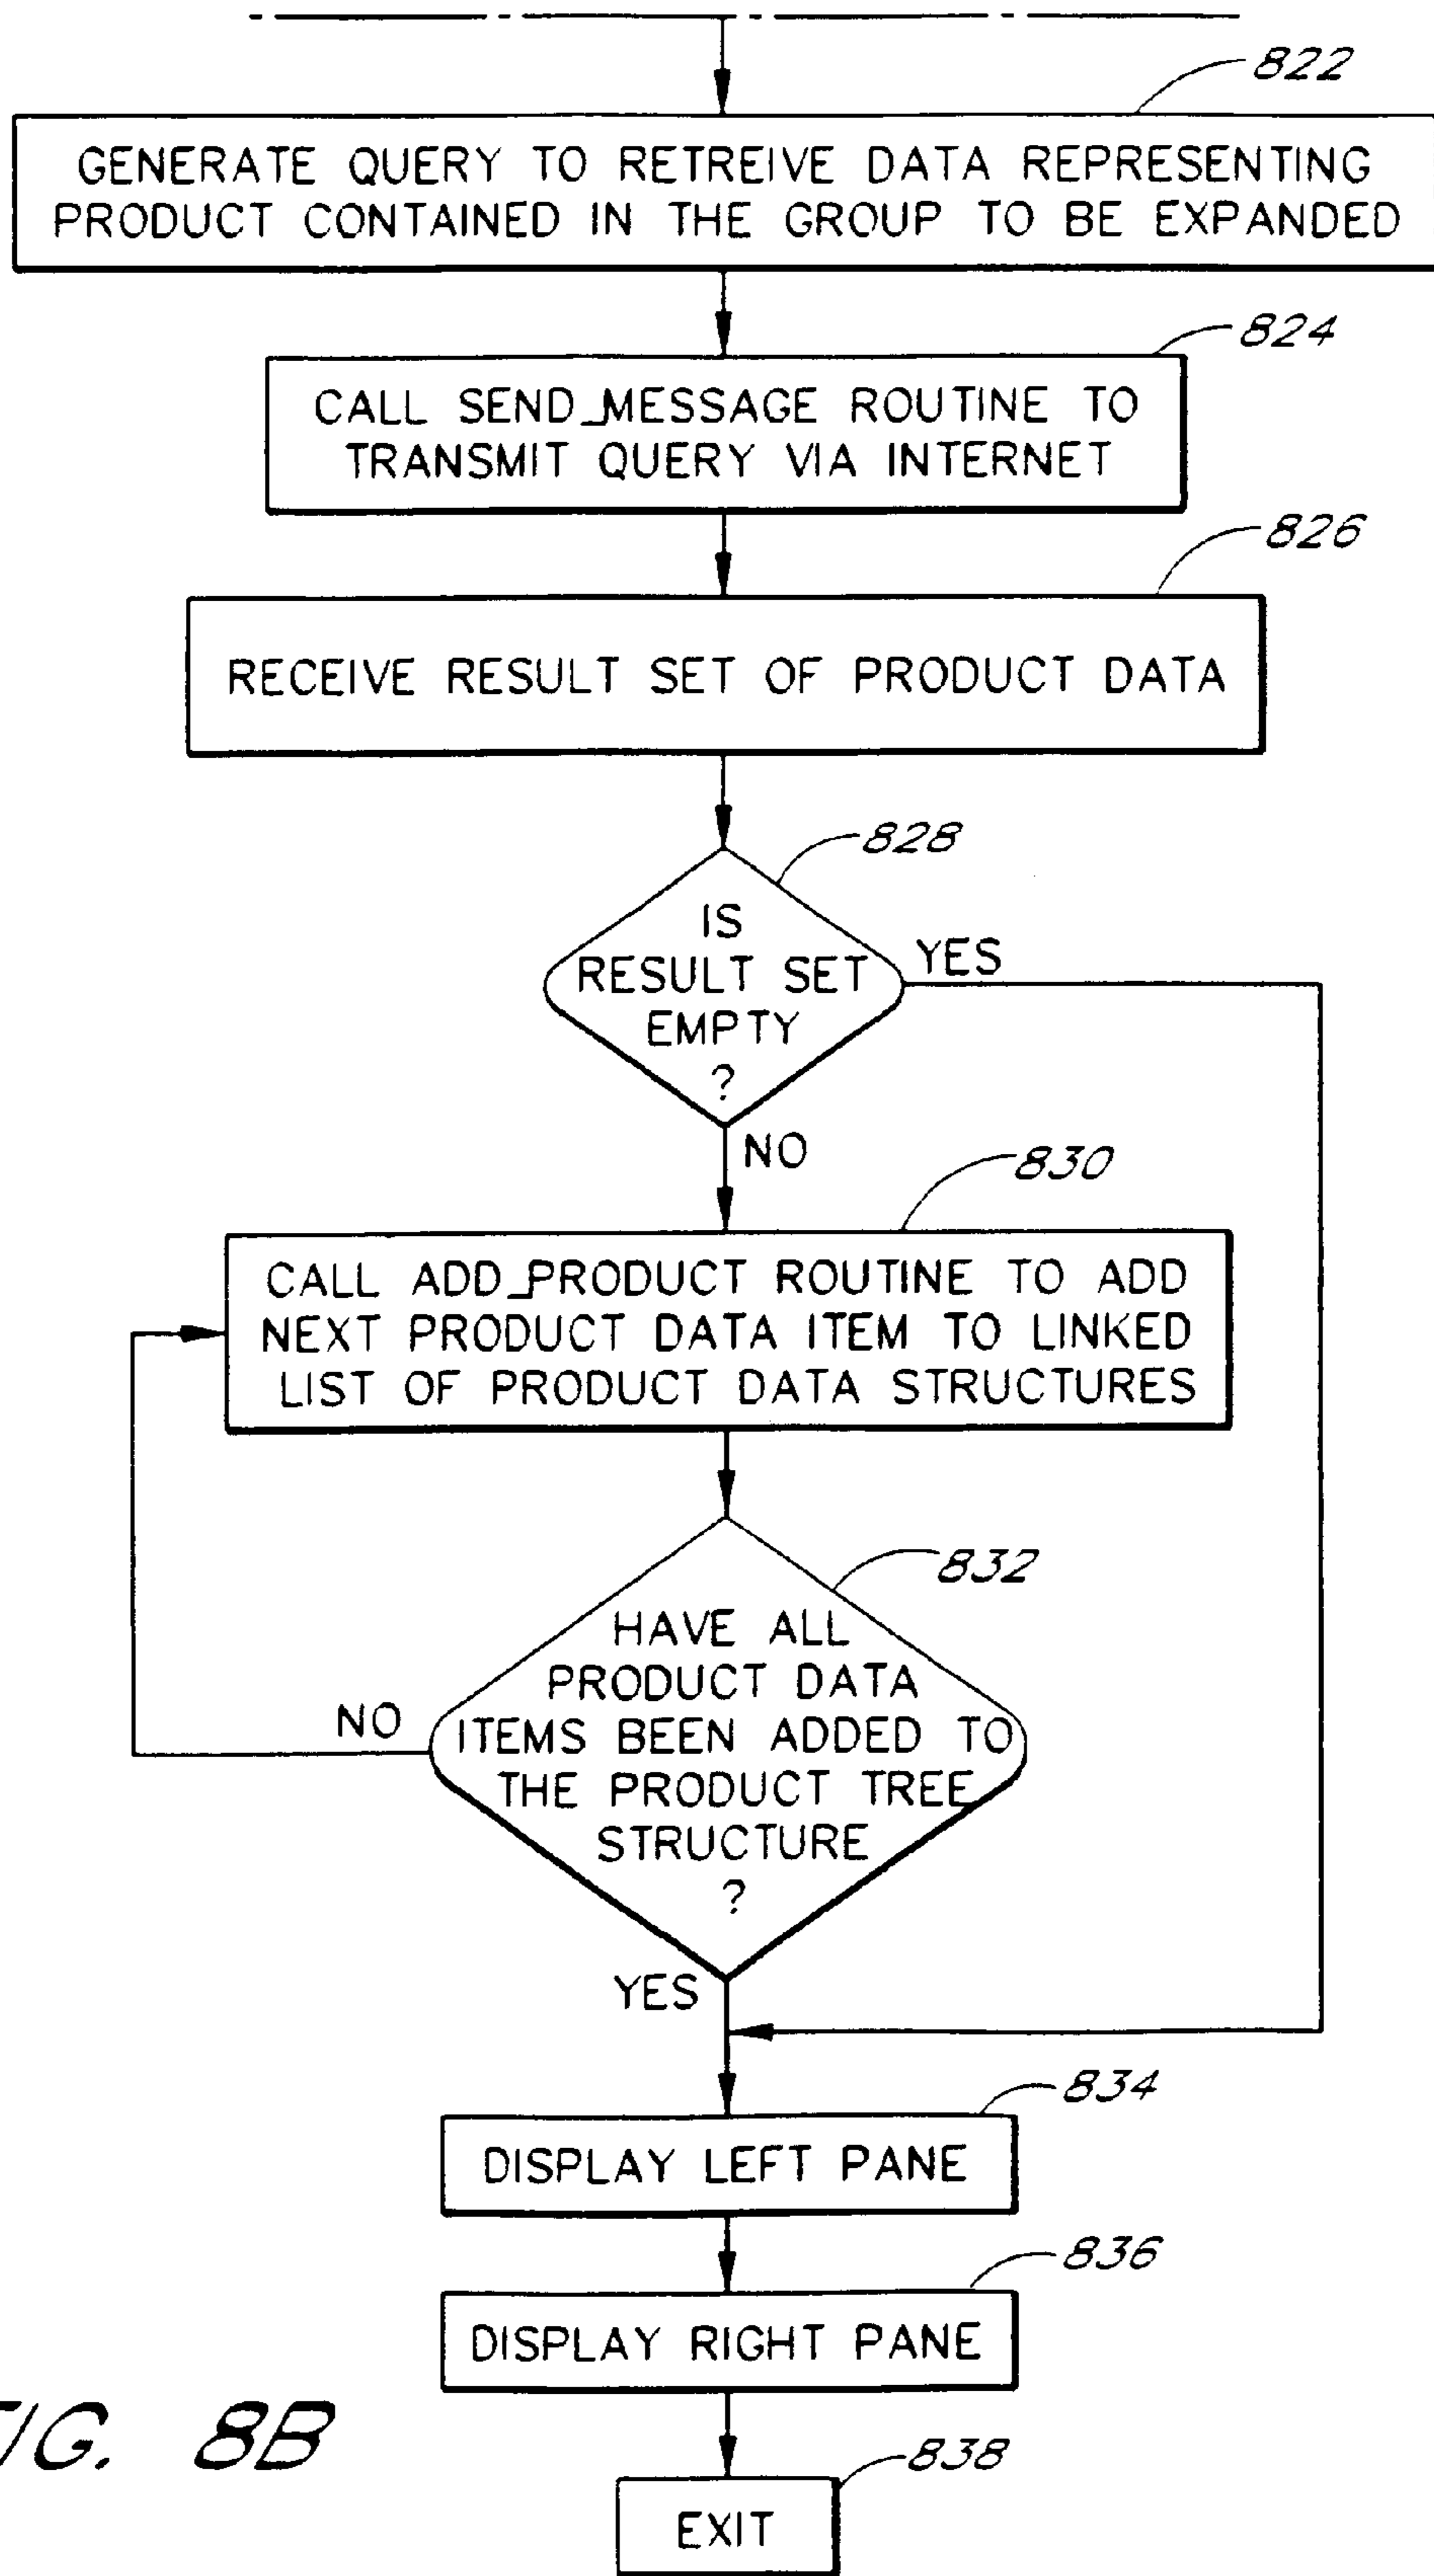 822
GENERATE QUERY TO RETREIVE DATA REPRESENTING
PRODUCT CONTAINED IN THE GROUP TO BE EXPANDED
824
CALL SEND_MESSAGE ROUTINE TO
TRANSMIT QUERY VIA INTERNET
826
RECEIVE RESULT SET OF PRODUCT DATA
828
IS
RESULT SET
EMPTY
?
YES
NO
830
CALL ADD_PRODUCT ROUTINE TO ADD
NEXT PRODUCT DATA ITEM TO LINKED
LIST OF PRODUCT DATA STRUCTURES
832
HAVE ALL
PRODUCT DATA
ITEMS BEEN ADDED TO
THE PRODUCT TREE
STRUCTURE
?
NO
YES
834
DISPLAY LEFT PANE
836
DISPLAY RIGHT PANE
838
EXIT
IG. 8B